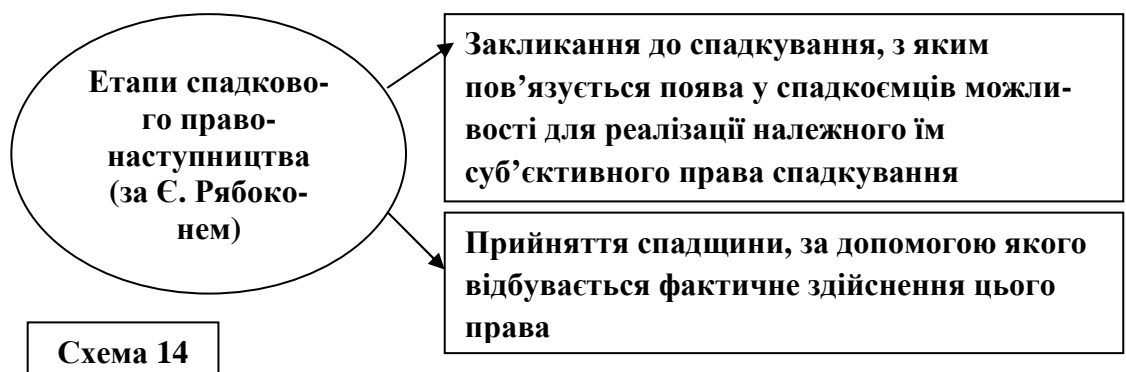 Етапи спадково-
го право-
наступництва
(за Є. Рябоко-
нем)
Закликання до спадкування, з яким
пов’язується поява у спадкоємців можли-
вості для реалізації належного їм
суб’єктивного права спадкування
Прийняття спадщини, за допомогою якого
відбувається фактичне здійснення цього
права
Схема 14